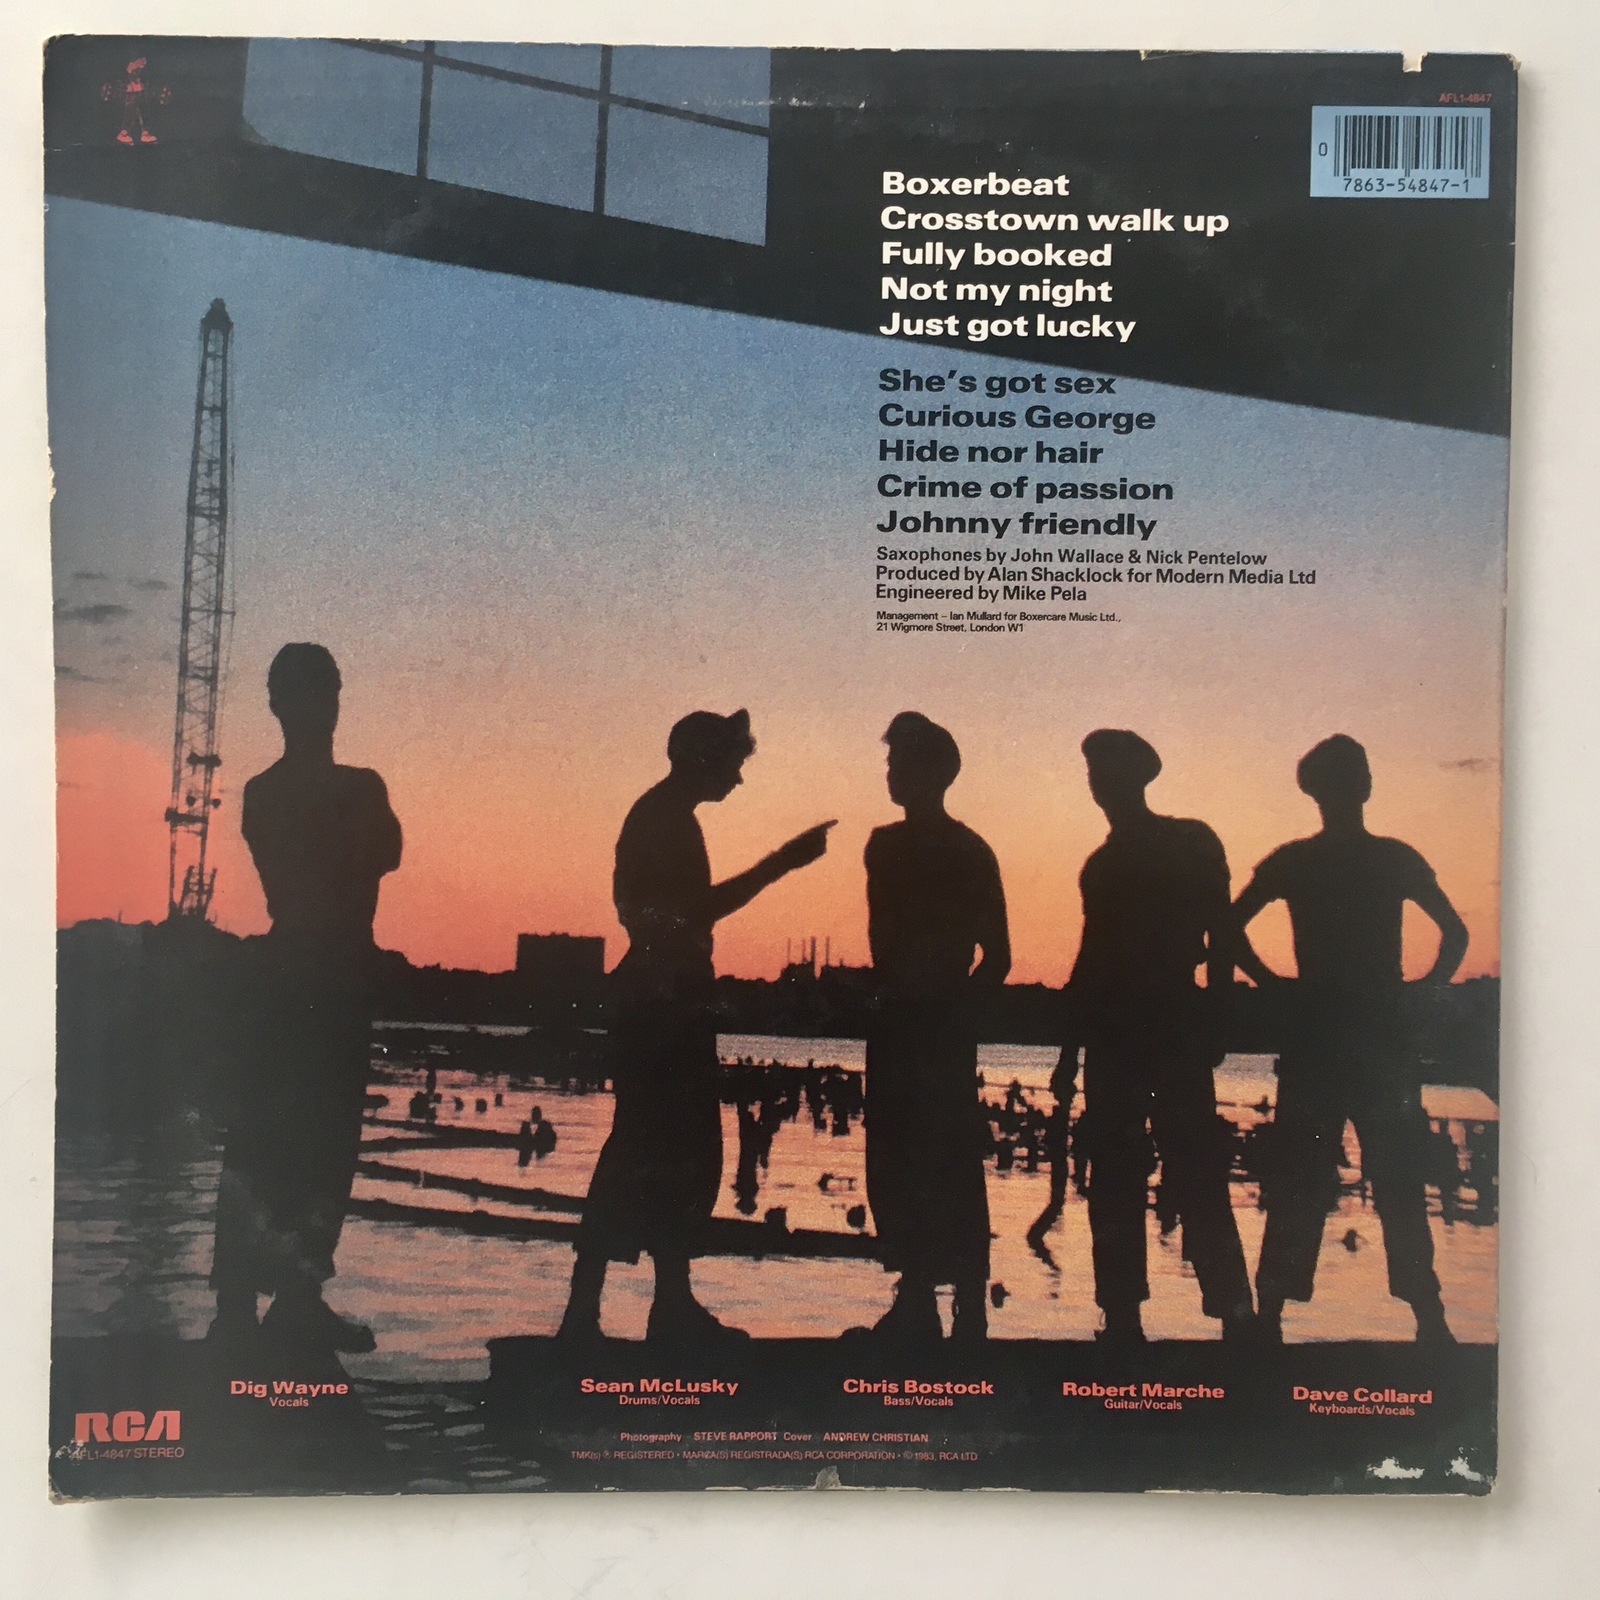 AFL1-4847
0
7863-54847-1
Boxerbeat
Crosstown walk up
Fully booked
Not my night
Just got lucky
She's got sex
Curious George
Hide nor hair
Crime of passion
Johnny friendly
Saxophones by John Wallace & Nick Pentelow
Produced by Alan Shacklock for Modern Media Ltd
Engineered by Mike Pela
Management – Ian Mullard for Boxercare Music Ltd.,
21 Wigmore Street, London W1
Dig Wayne
Vocals
Sean McLusky
Drums/Vocals
Chris Bostock
Bass/Vocals
Robert Marche
Guitar/Vocals
Dave Collard
Keyboards/Vocals
RCA
AFL1-4847 STEREO
Photography STEVE RAPPORT Cover ANDREW CHRISTIAN
TMK(s) ® REGISTERED • MARCA(S) REGISTRADA(S) RCA CORPORATION • © 1983, RCA LTD.